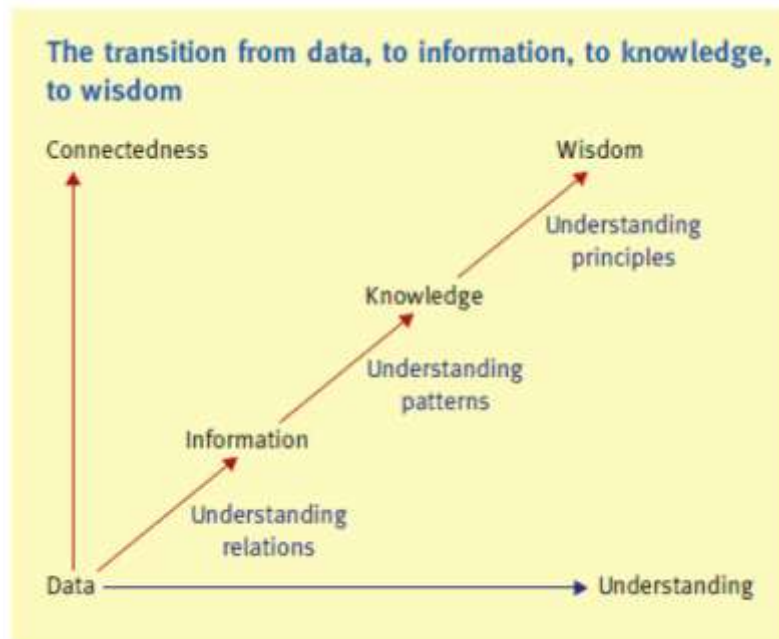 The transition from data, to information, to knowledge,
to wisdom
Connectedness
Wisdom
Understanding
principles
Knowledge
Understanding
patterns
Information
Understanding
relations
Data
Understanding